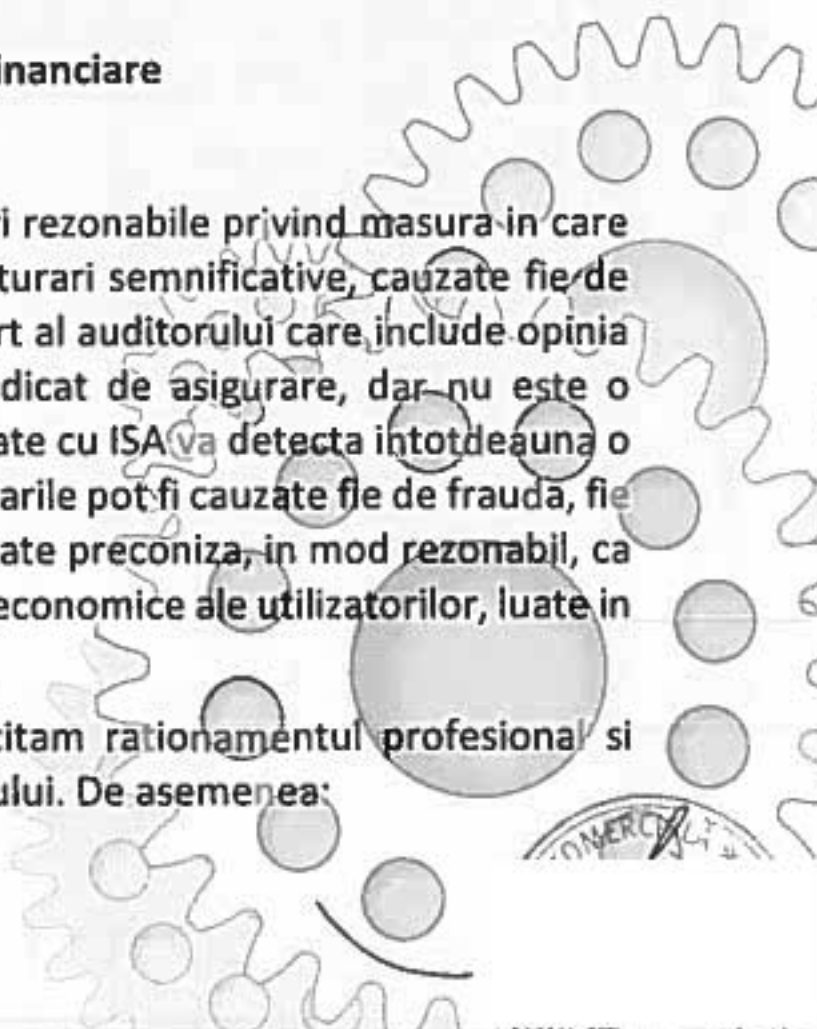 inanciare
i rezonabile privind masura in care
turari semnificative, cauzate fie de
rt al auditorului care include opinia
dicat de asigurare, dar nu este o
ate cu ISA va detecta intotdeauna o
arile pot fi cauzate fie de frauda, fie
ate preconiza, in mod rezonabil, ca
economice ale utilizatorilor, luate in
citam rationamentul profesional si
ului. De asemenea: